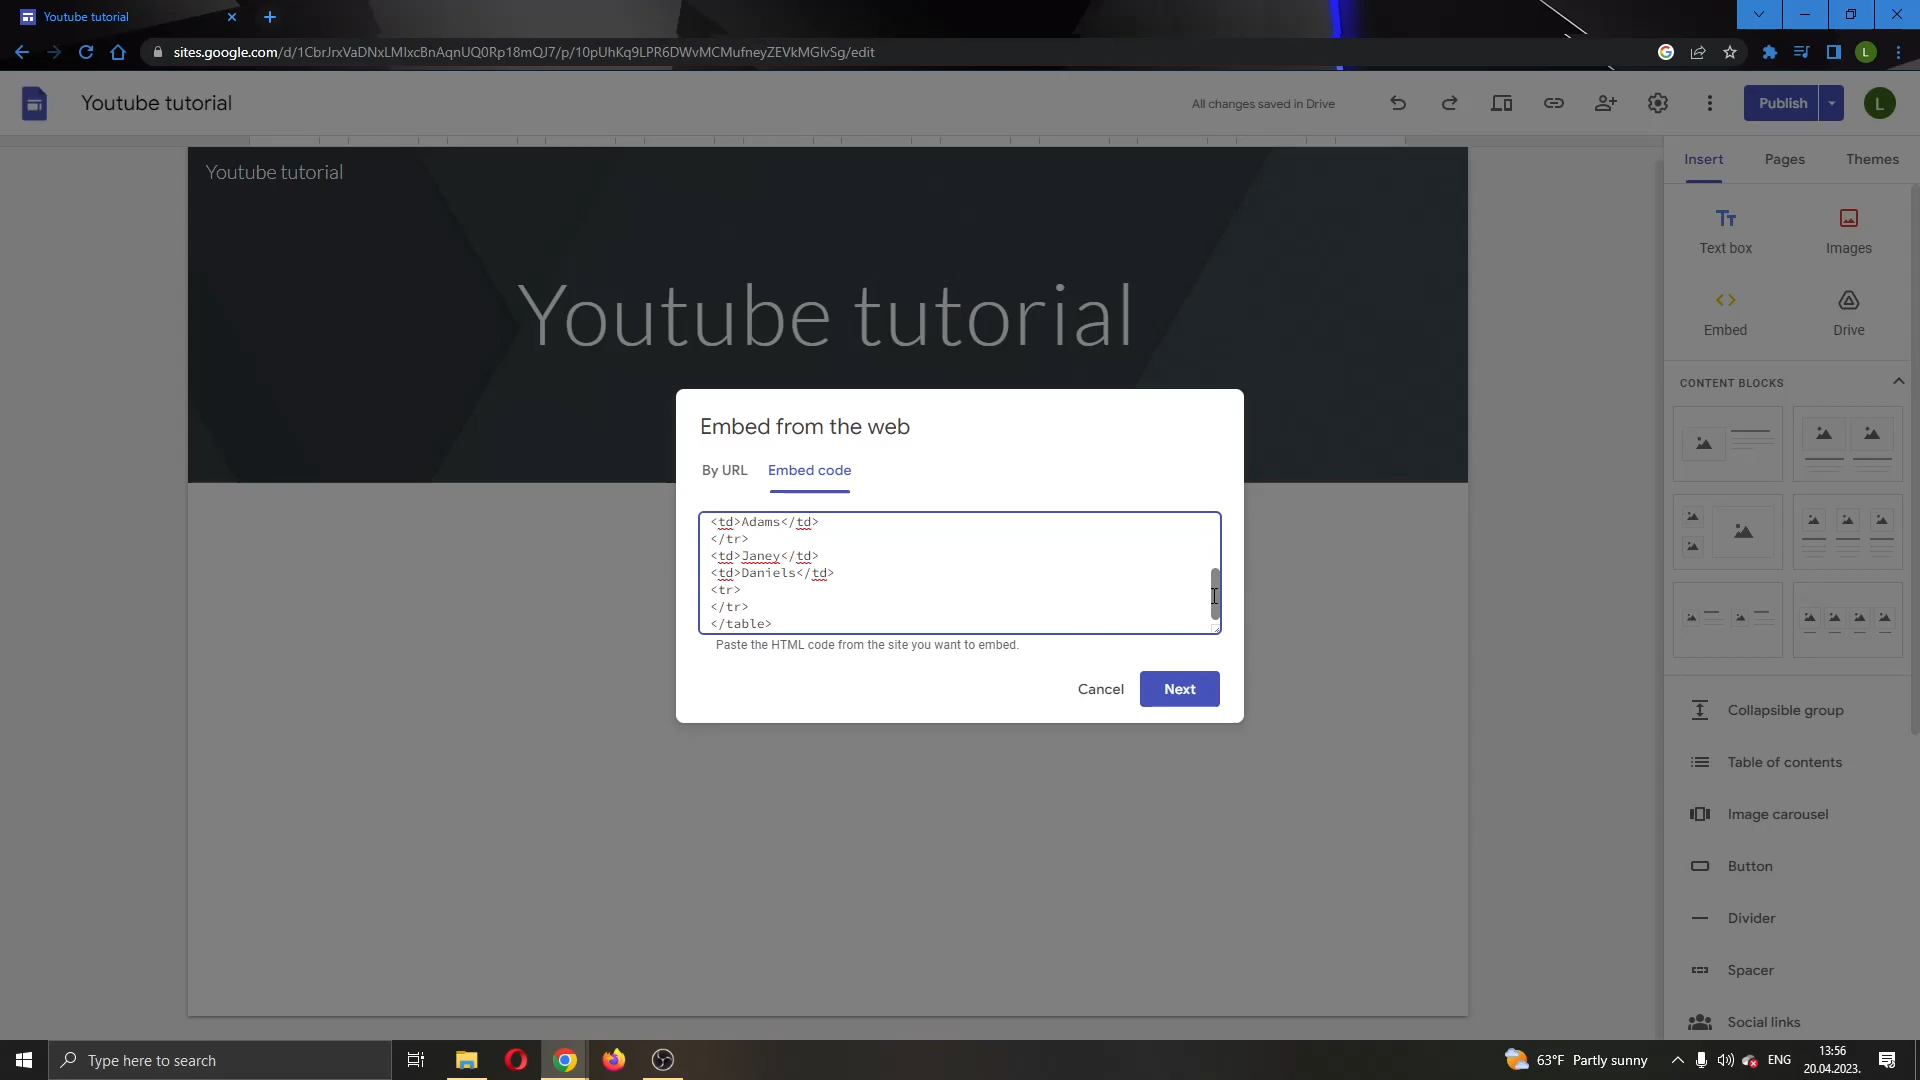 Youtube tutorial
sites.google.com/d/1CbrJrxVaDNxLMlxcBnAqnUQ0Rp18mQJ7/p/10pUhKq9LPR6DWvMCMufneyZEVkMGlvSg/edit
L
Youtube tutorial
All changes saved in Drive
Publish
L
Insert
Pages
Themes
Youtube tutorial
Youtube tutorial
Text box
Images
Embed
Drive
CONTENT BLOCKS
Embed from the web
By URL
Embed code
<td>Adams</td>
</tr>
<td>Janey</td>
<td>Daniels</td>
<tr>
</tr>
</table>
Paste the HTML code from the site you want to embed.
Cancel
Next
Collapsible group
Table of contents
Image carousel
Button
Divider
Spacer
Social links
Type here to search
63°F Partly sunny
ENG
13:56
20.04.2023.